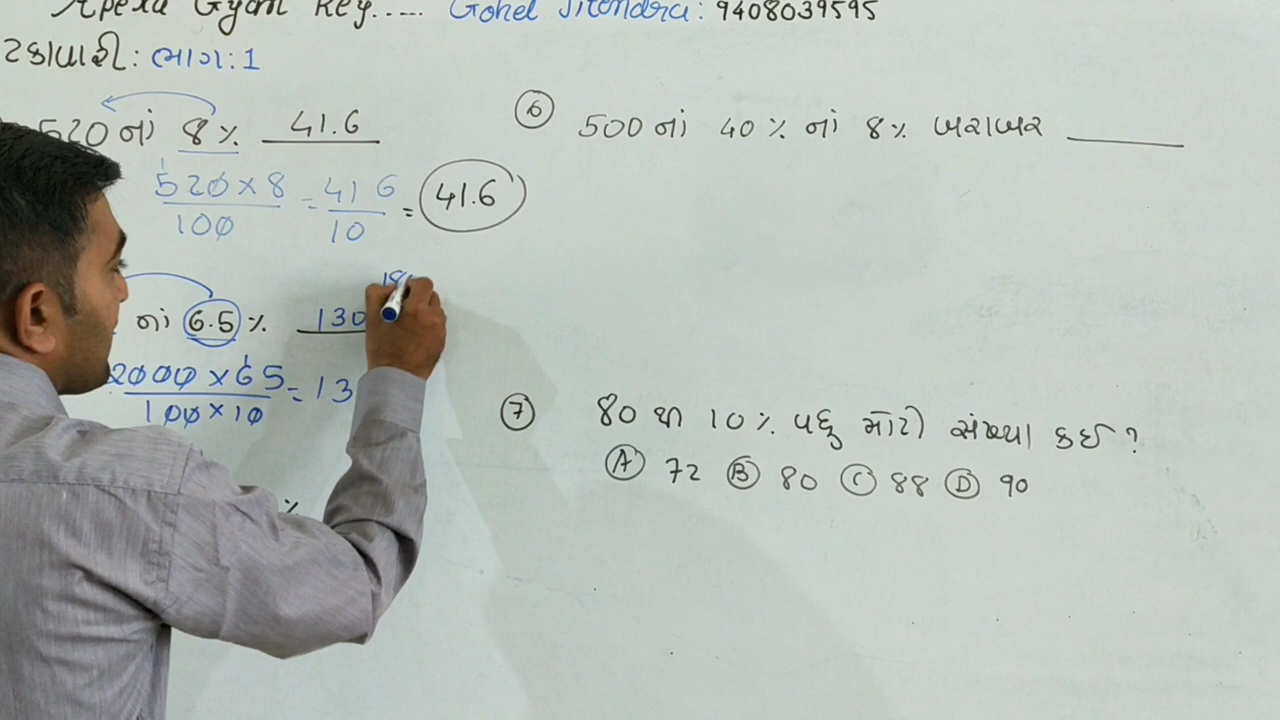 Gyani Key..... Gohel Jitendra: 9408039595
ટકાવારી: ભાગ: 1
520 નાં 8% 41.6
520 × 8 / 100 = 416 / 10 = 41.6
નાં 6.5% 130
2000 × 65 / 100 × 10 = 13
%
⑥ 500 નાં 40% નાં 8% બરાબર ______
⑦ 80 થી 10% વધુ મોટી સંખ્યા કઈ?
Ⓐ 72 Ⓑ 80 Ⓒ 88 Ⓓ 90